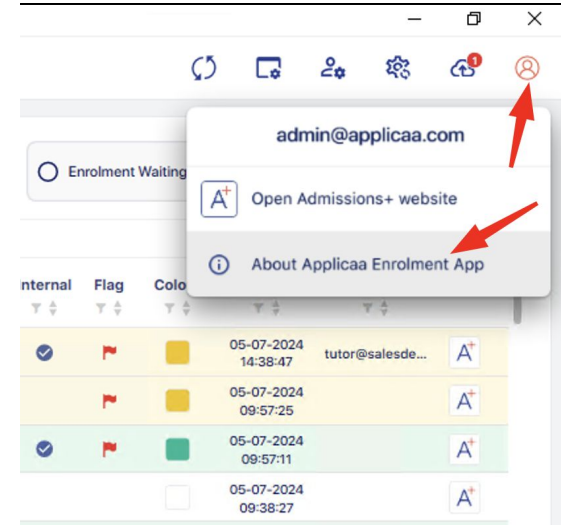 1
admin@applicaa.com
Enrolment Waiting
A+ Open Admissions+ website
About Applicaa Enrolment App
nternal Flag Colo
05-07-2024
14:38:47
tutor@salesde...
A+
05-07-2024
09:57:25
A+
05-07-2024
09:57:11
A+
05-07-2024
09:38:27
A+